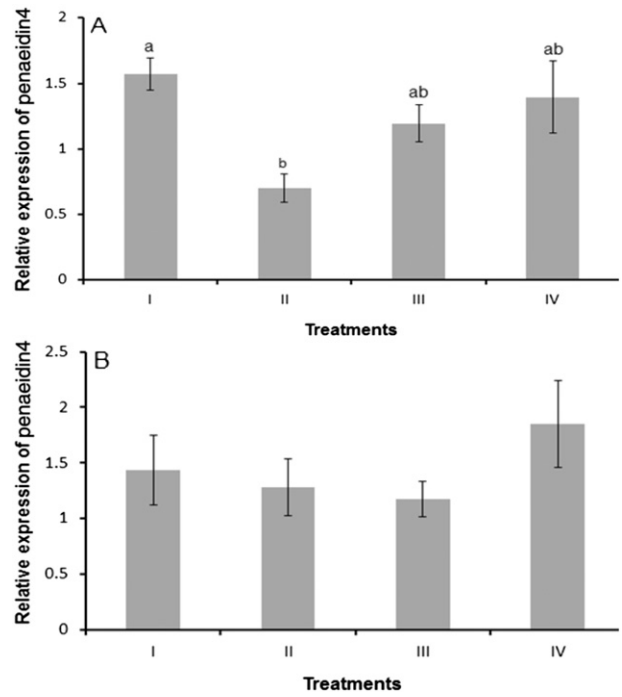 A
Relative expression of penaeidin4
2
1.5
1
0.5
0
a
b
ab
ab
I
II
III
IV
Treatments
B
Relative expression of penaeidin4
2.5
2
1.5
1
0.5
0
I
II
III
IV
Treatments